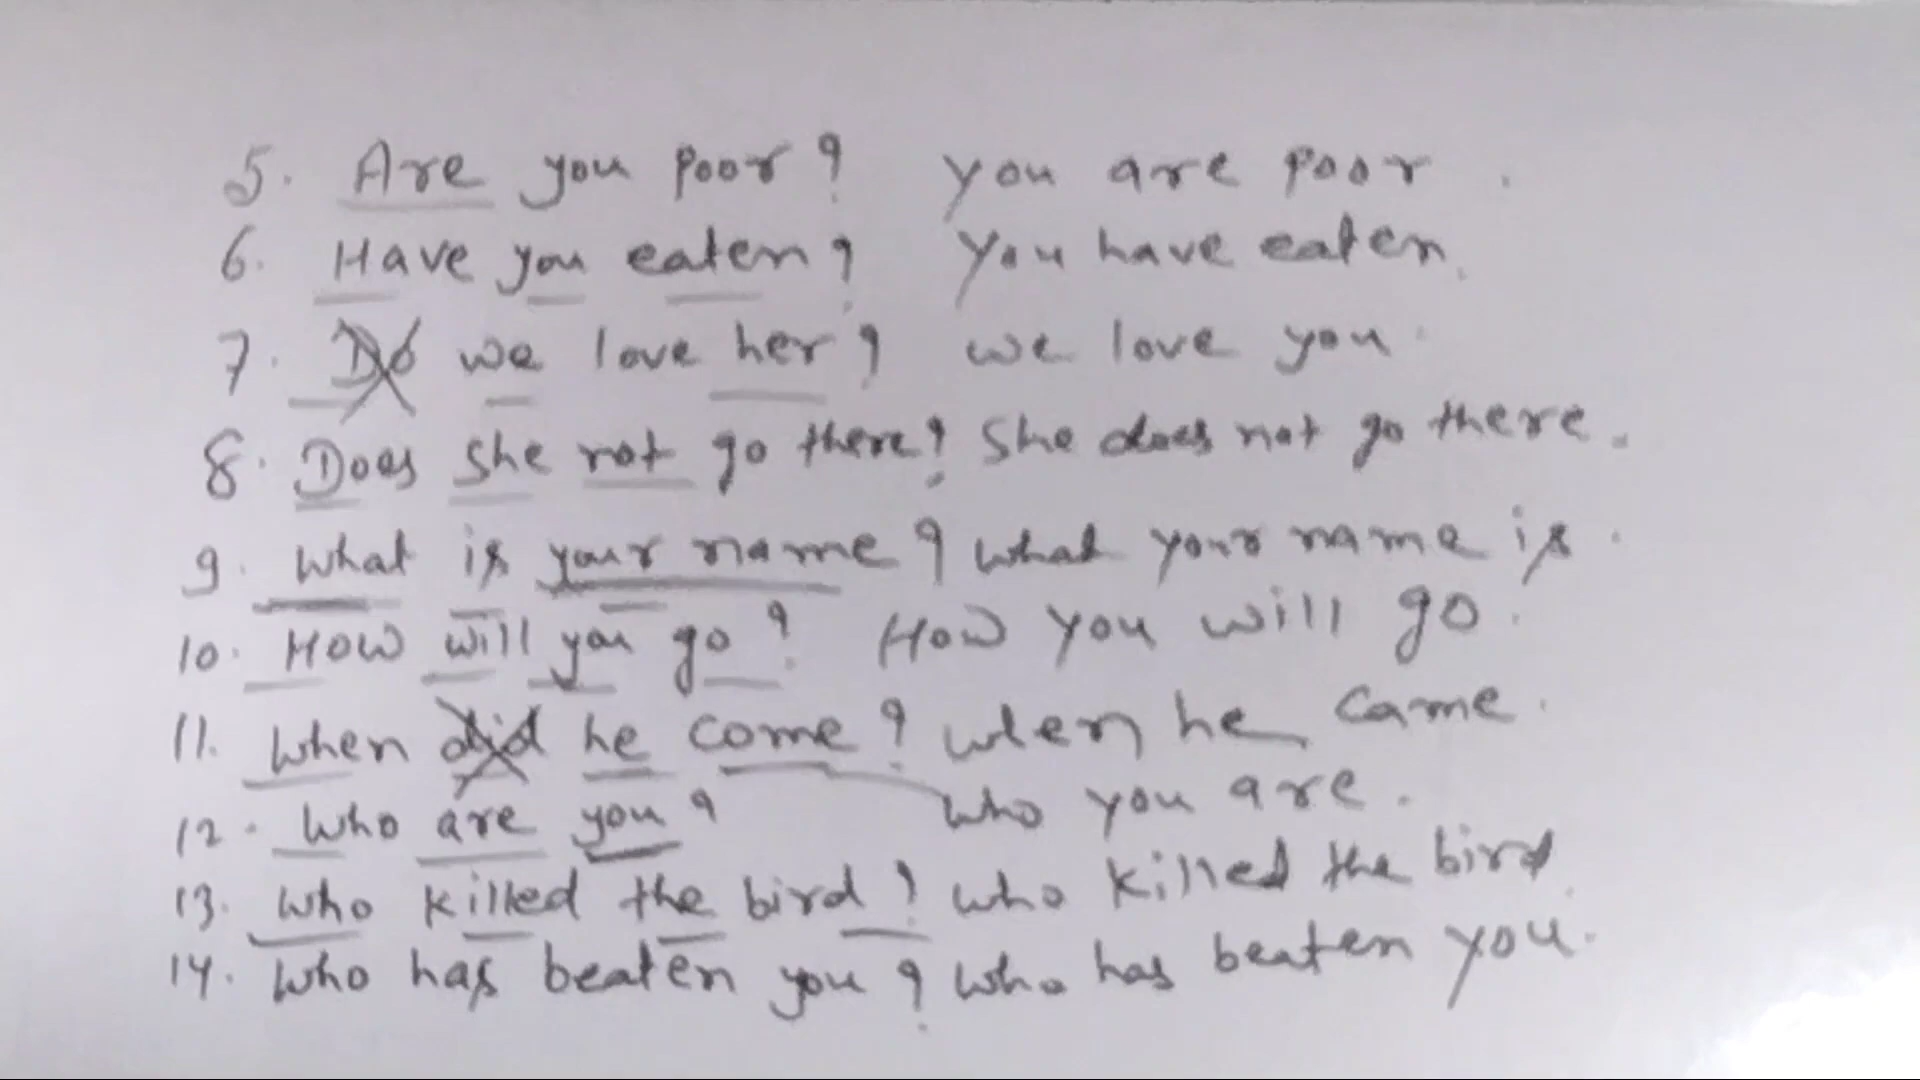 5. Are you poor? You are poor.
6. Have you eaten? You have eaten.
7. Do we love her? we love you.
8. Does she not go there? She does not go there.
9. What is your name? what your name is.
10. How will you go? How you will go.
11. When did he come? when he came.
12. Who are you? who you are.
13. Who killed the bird? who killed the bird.
14. Who has beaten you? who has beaten you.